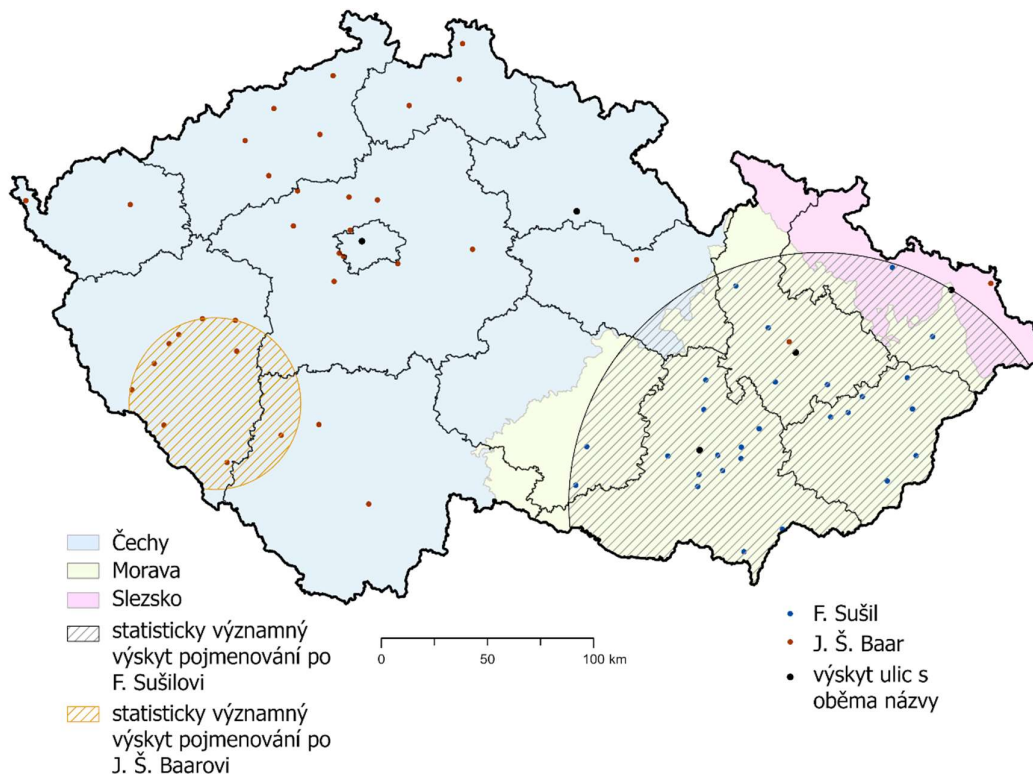 Čechy
Morava
Slezsko
statisticky významný
výskyt pojmenování po
F. Sušilovi
statisticky významný
výskyt pojmenování po
J. Š. Baarovi
0 50 100 km
F. Sušil
J. Š. Baar
výskyt ulic s
oběma názvy